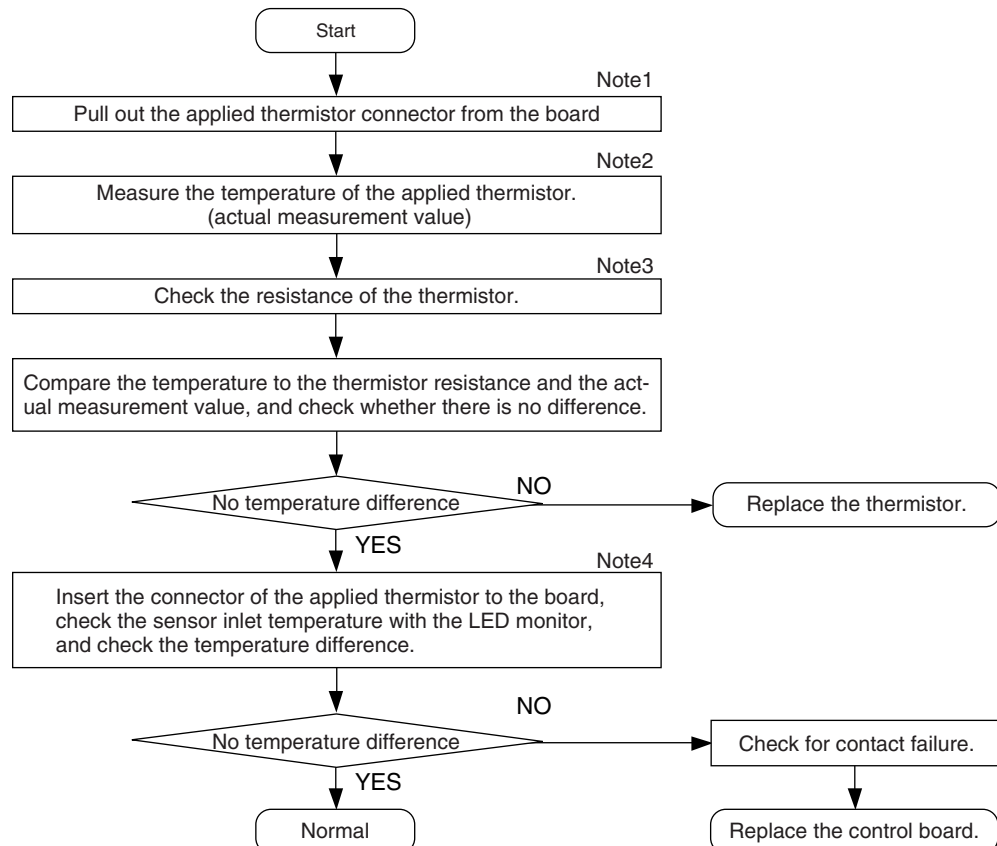 Start
Note1
Pull out the applied thermistor connector from the board
Note2
Measure the temperature of the applied thermistor.
(actual measurement value)
Note3
Check the resistance of the thermistor.
Compare the temperature to the thermistor resistance and the act-
ual measurement value, and check whether there is no difference.
No temperature difference
NO
Replace the thermistor.
YES
Note4
Insert the connector of the applied thermistor to the board,
check the sensor inlet temperature with the LED monitor,
and check the temperature difference.
NO
No temperature difference
Check for contact failure.
YES
Normal
Replace the control board.